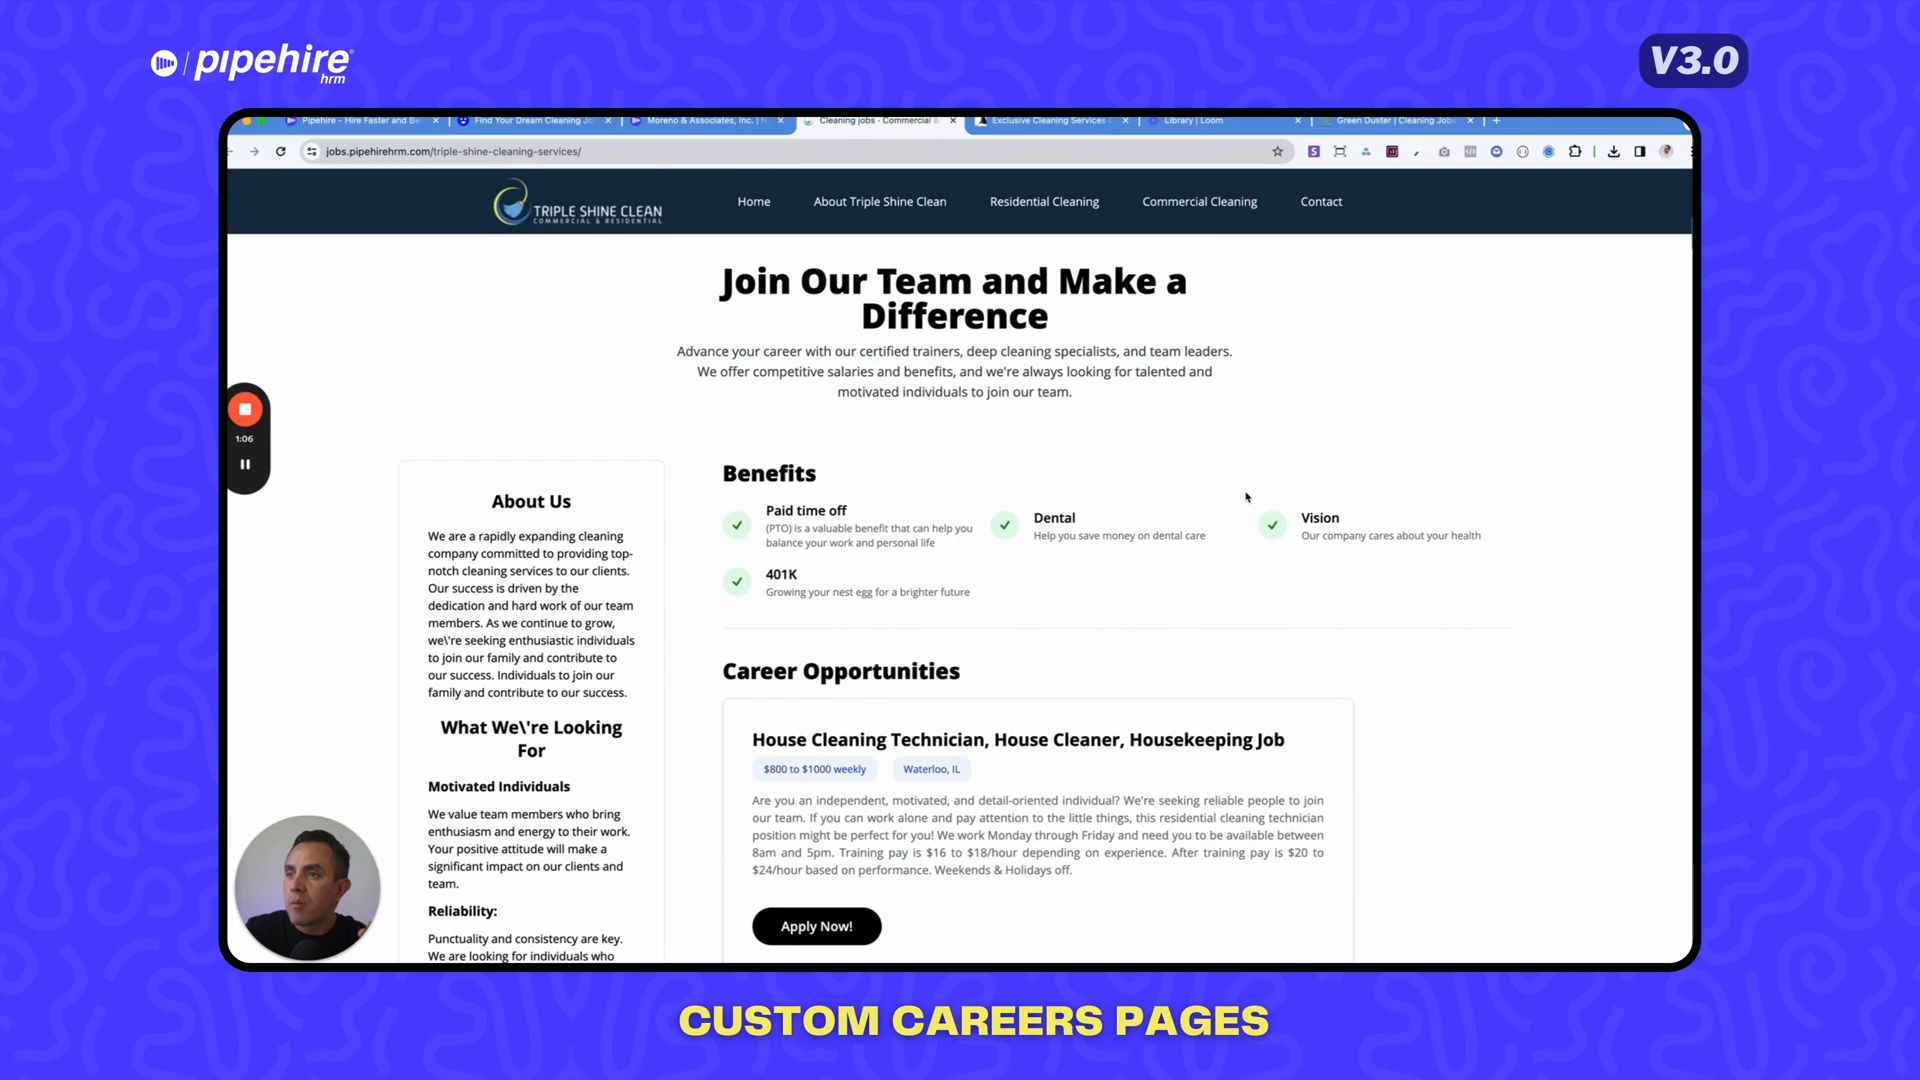 pipehire
hrm
V3.0
Pipehire - Hire Faster and Be
Find Your Dream Cleaning J
Moreno & Associates, Inc. |
Cleaning jobs - Commercial
Exclusive Cleaning Services
Library | Loom
Green Duster | Cleaning Job
jobs.pipehirehrm.com/triple-shine-cleaning-services/
TRIPLE SHINE CLEAN
COMMERCIAL & RESIDENTIAL
Home
About Triple Shine Clean
Residential Cleaning
Commercial Cleaning
Contact
Join Our Team and Make a
Difference
Advance your career with our certified trainers, deep cleaning specialists, and team leaders.
We offer competitive salaries and benefits, and we're always looking for talented and
motivated individuals to join our team.
1:06
About Us
We are a rapidly expanding cleaning
company committed to providing top-
notch cleaning services to our clients.
Our success is driven by the
dedication and hard work of our team
members. As we continue to grow,
we\'re seeking enthusiastic individuals
to join our family and contribute to
our success. Individuals to join our
family and contribute to our success.
What We\'re Looking
For
Motivated Individuals
We value team members who bring
enthusiasm and energy to their work.
Your positive attitude will make a
significant impact on our clients and
team.
Reliability:
Punctuality and consistency are key.
We are looking for individuals who
Benefits
Paid time off
(PTO) is a valuable benefit that can help you
balance your work and personal life
Dental
Help you save money on dental care
Vision
Our company cares about your health
401K
Growing your nest egg for a brighter future
Career Opportunities
House Cleaning Technician, House Cleaner, Housekeeping Job
$800 to $1000 weekly
Waterloo, IL
Are you an independent, motivated, and detail-oriented individual? We're seeking reliable people to join
our team. If you can work alone and pay attention to the little things, this residential cleaning technician
position might be perfect for you! We work Monday through Friday and need you to be available between
8am and 5pm. Training pay is $16 to $18/hour depending on experience. After training pay is $20 to
$24/hour based on performance. Weekends & Holidays off.
Apply Now!
CUSTOM CAREERS PAGES